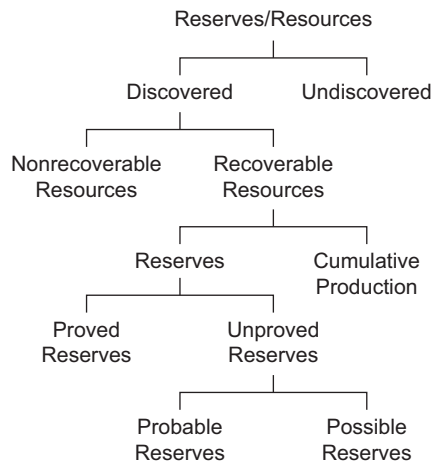 Reserves/Resources
Discovered
Undiscovered
Nonrecoverable
Resources
Recoverable
Resources
Reserves
Cumulative
Production
Proved
Reserves
Unproved
Reserves
Probable
Reserves
Possible
Reserves